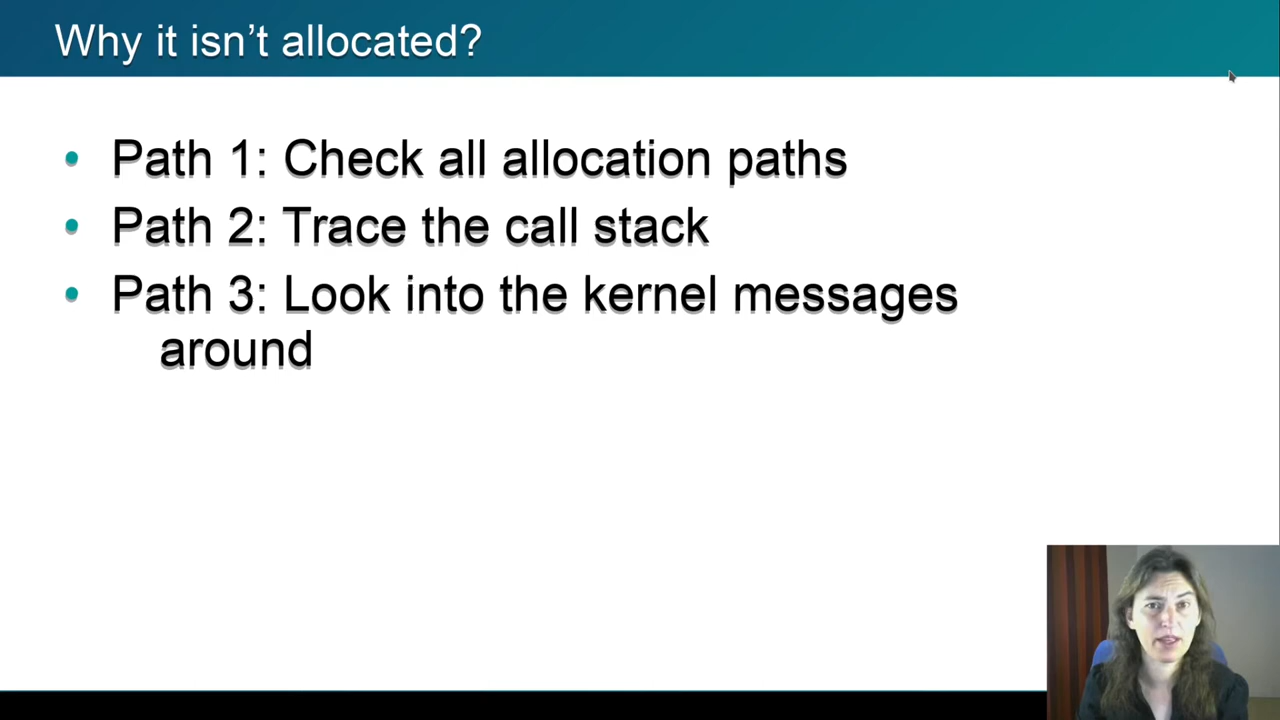 Why it isn’t allocated?
• Path 1: Check all allocation paths
• Path 2: Trace the call stack
• Path 3: Look into the kernel messages
around